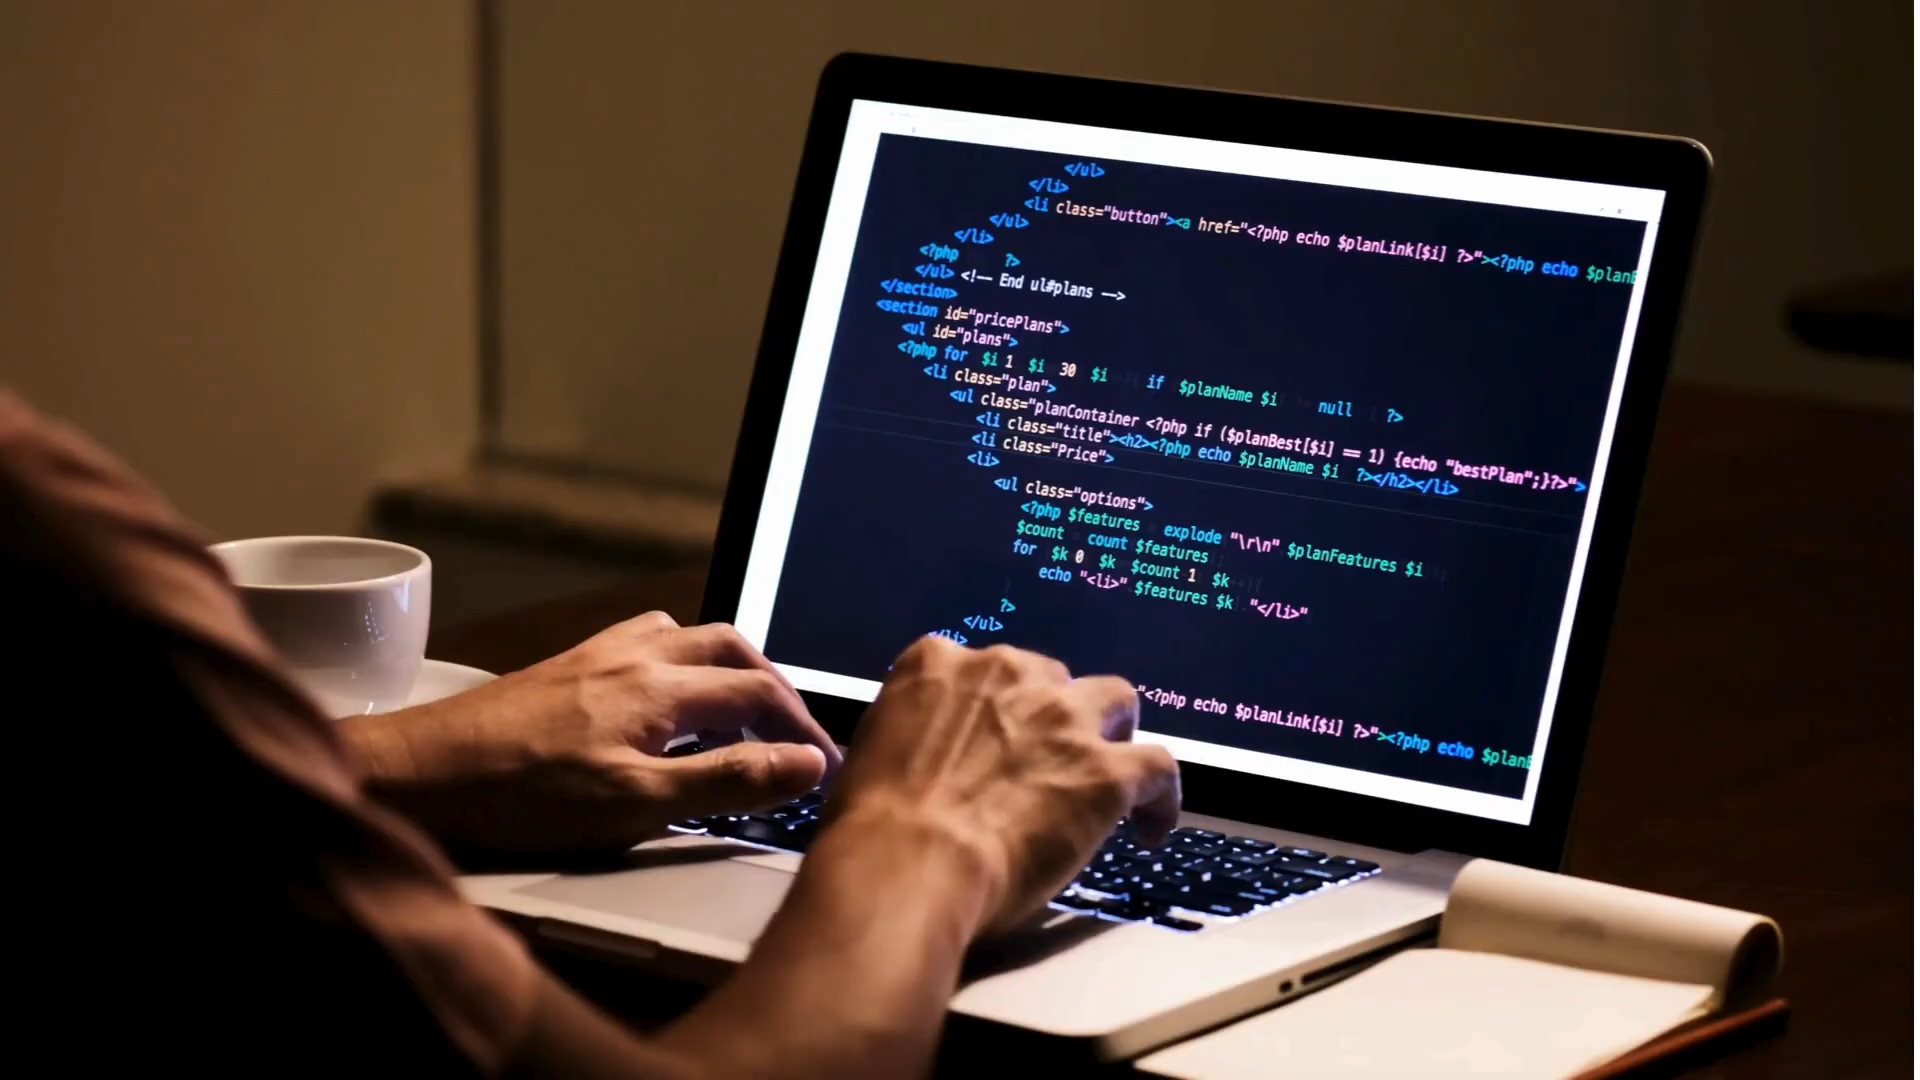 </ul>
</li>
<li class="button"><a href="<?php echo $planLink[$i] ?>"><?php echo $planB
</ul>
</li>
<?php ?>
</ul> <!-- End ul#plans -->
</section>
<section id="pricePlans">
<ul id="plans">
<?php for $i 1 $i 30 $i if $planName $i null ?>
<li class="plan">
<ul class="planContainer <?php if ($planBest[$i] == 1) {echo "bestPlan";}?>">
<li class="title"><h2><?php echo $planName $i ?></h2></li>
<li class="Price">
<li>
<ul class="options">
<?php $features explode "\r\n" $planFeatures $i
$count count $features
for $k 0 $k $count 1 $k
echo "<li>" $features $k "</li>"
?>
</ul>
</li>
"<?php echo $planLink[$i] ?>"><?php echo $planB